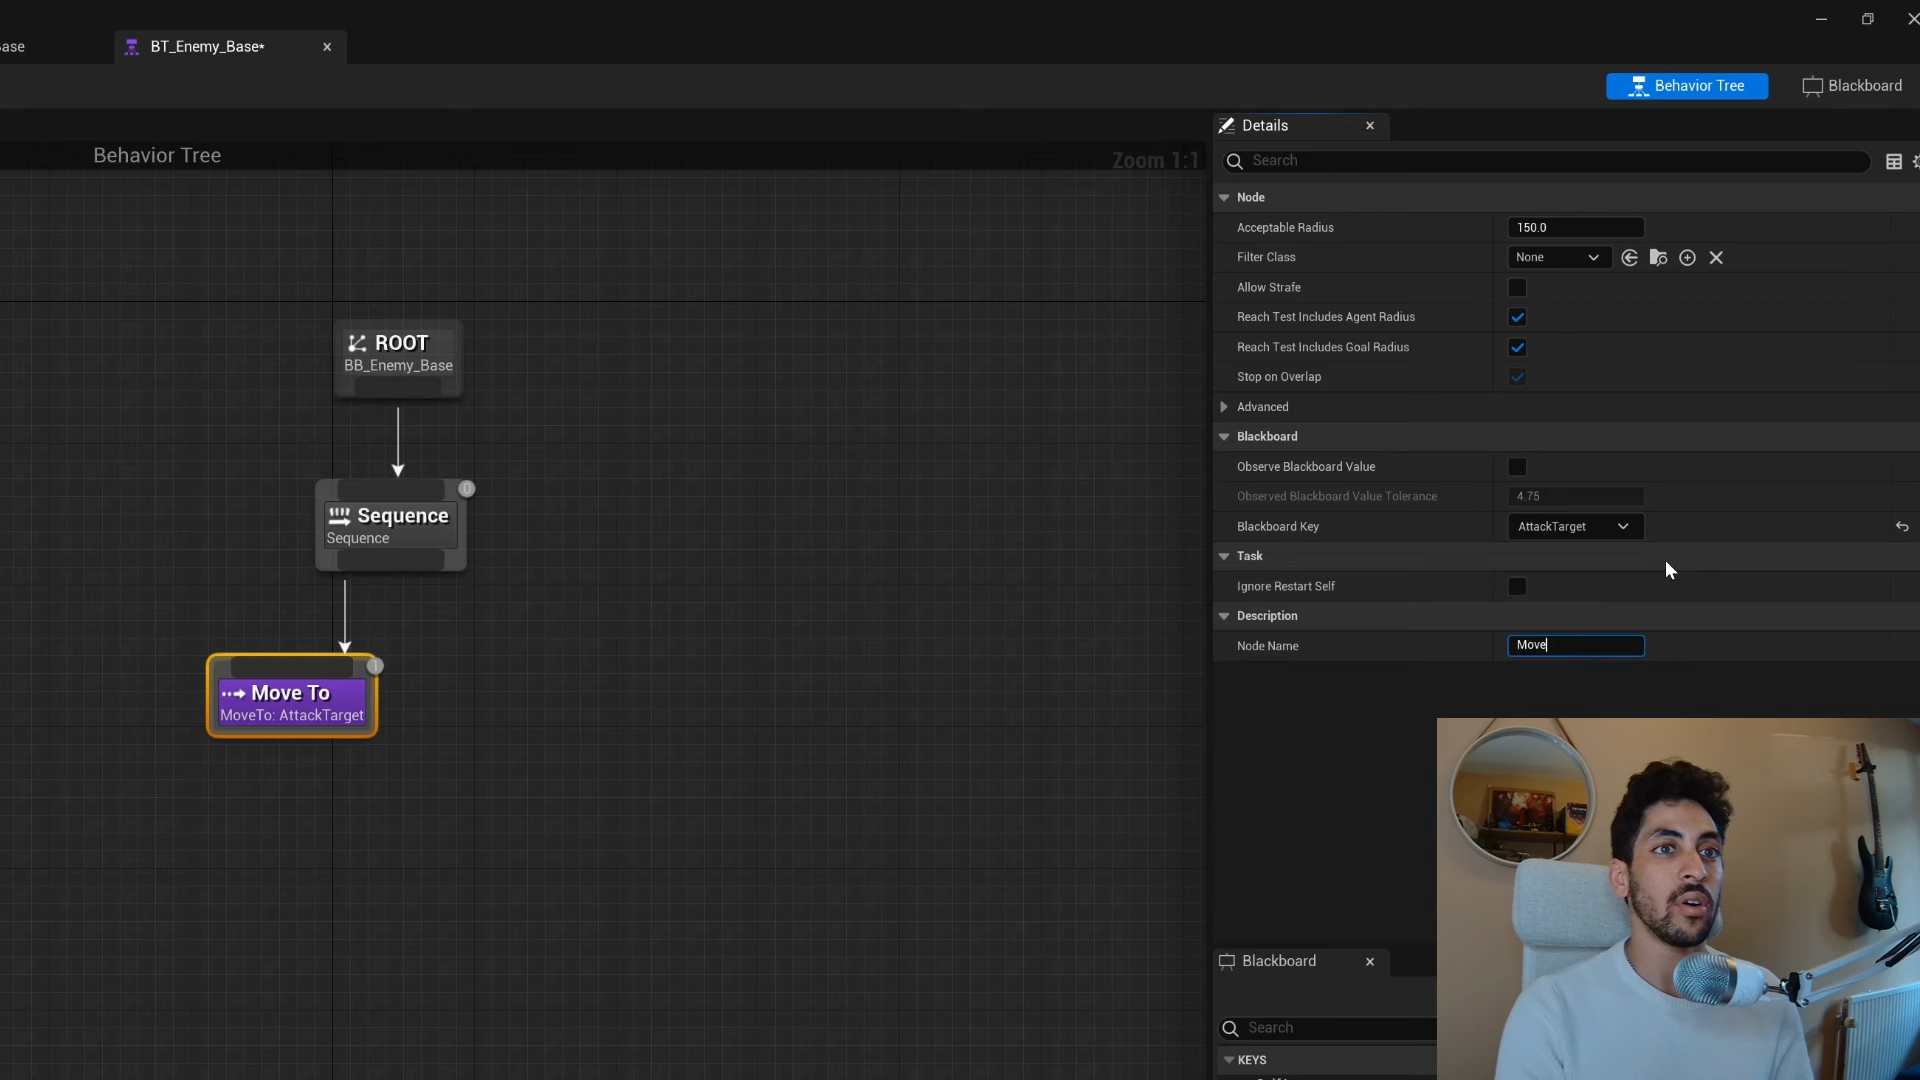 ase
BT_Enemy_Base*
Behavior Tree
Blackboard
Details
Behavior Tree
Zoom 1:1
Search
Node
Acceptable Radius
150.0
Filter Class
None
Allow Strafe
Reach Test Includes Agent Radius
Reach Test Includes Goal Radius
Stop on Overlap
Advanced
Blackboard
Observe Blackboard Value
Observed Blackboard Value Tolerance
4.75
Blackboard Key
AttackTarget
Task
Ignore Restart Self
Description
Node Name
Move
ROOT
BB_Enemy_Base
0
Sequence
Sequence
1
Move To
MoveTo: AttackTarget
Blackboard
Search
KEYS